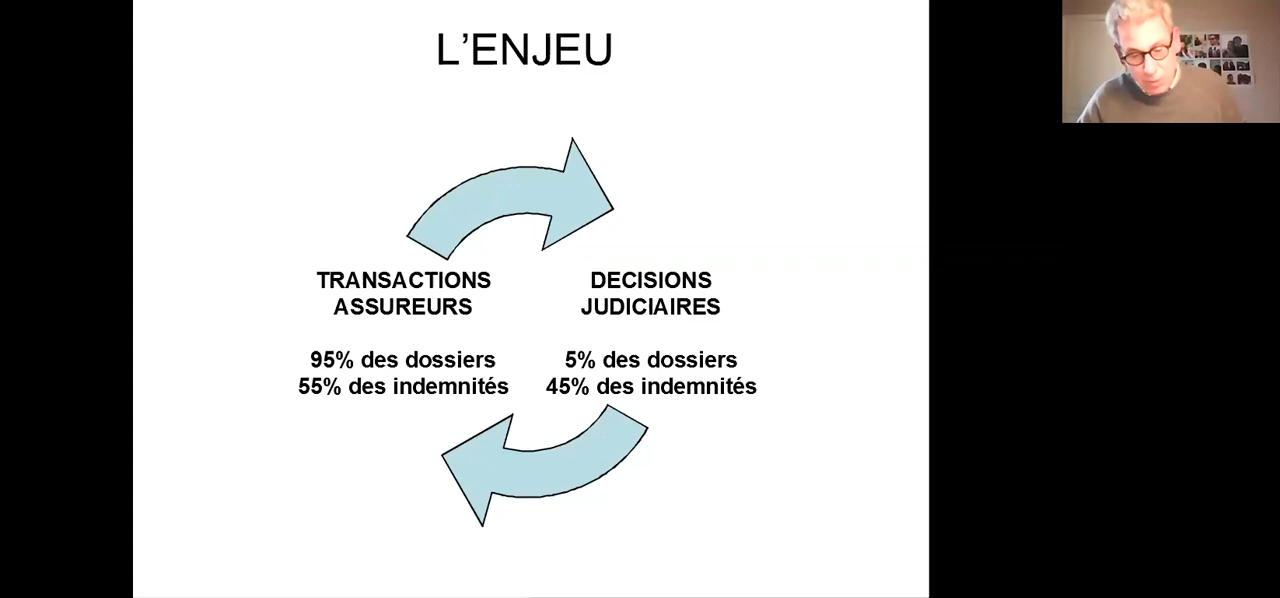 L'ENJEU
TRANSACTIONS
ASSUREURS
95% des dossiers
55% des indemnités
DECISIONS
JUDICIAIRES
5% des dossiers
45% des indemnités